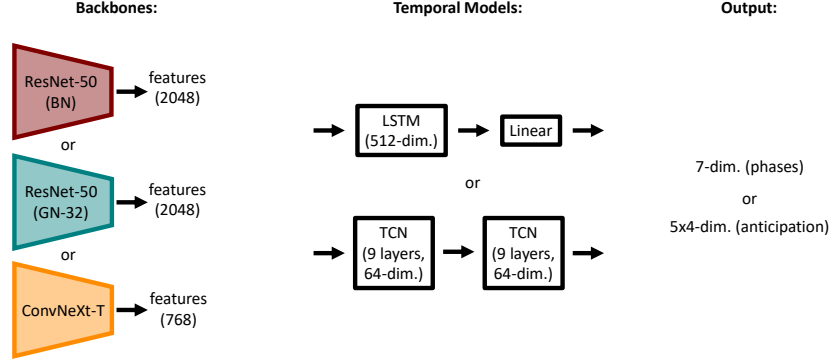 Backbones:
Temporal Models:
Output:
ResNet-50
(BN)
features
(2048)
or
ResNet-50
(GN-32)
features
(2048)
or
ConvNeXt-T
features
(768)
LSTM
(512-dim.)
Linear
or
TCN
(9 layers,
64-dim.)
TCN
(9 layers,
64-dim.)
7-dim. (phases)
or
5x4-dim. (anticipation)